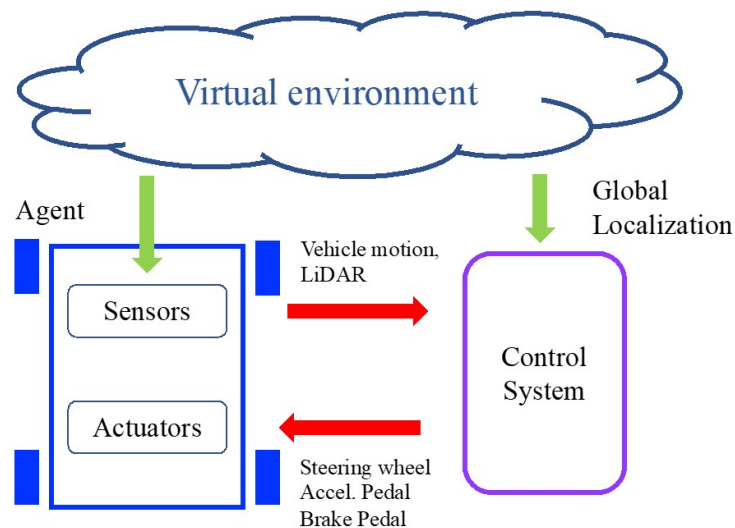 Virtual environment
Agent
Global
Localization
Vehicle motion,
LiDAR
Sensors
Control
System
Actuators
Steering wheel
Accel. Pedal
Brake Pedal